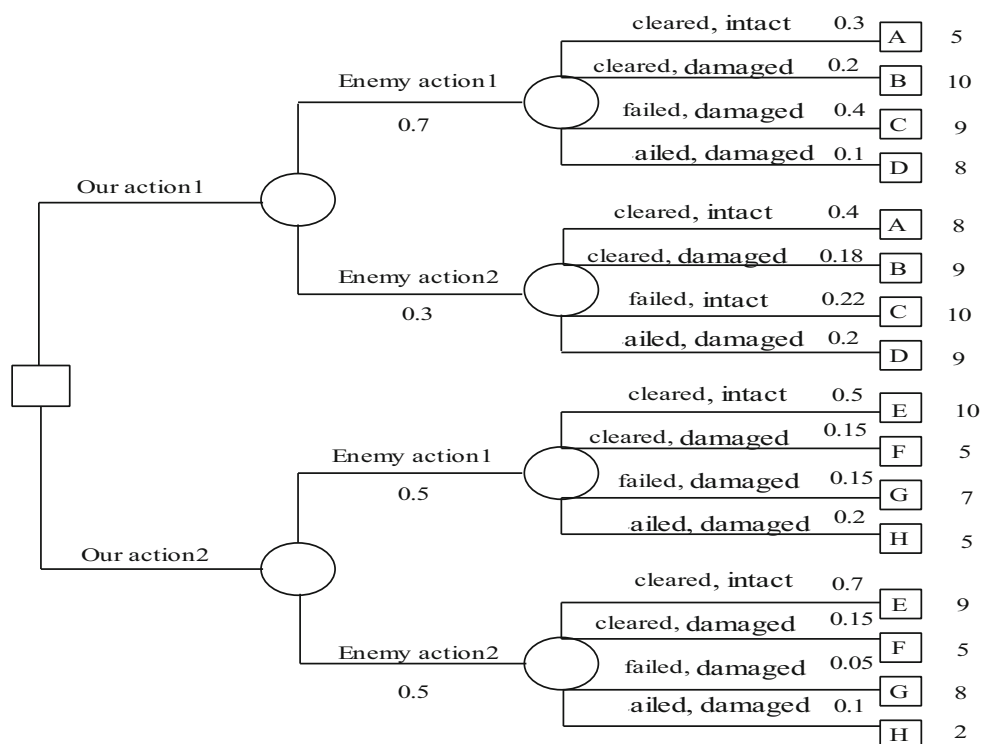 cleared, intact 0.3 A 5
cleared, damaged 0.2 B 10
Enemy action1
failed, damaged 0.4 C 9
0.7
ailed, damaged 0.1 D 8
Our action1
cleared, intact 0.4 A 8
cleared, damaged 0.18 B 9
Enemy action2
failed, intact 0.22 C 10
0.3
ailed, damaged 0.2 D 9
cleared, intact 0.5 E 10
cleared, damaged 0.15 F 5
Enemy action1
failed, damaged 0.15 G 7
0.5
ailed, damaged 0.2 H 5
Our action2
cleared, intact 0.7 E 9
cleared, damaged 0.15 F 5
Enemy action2
failed, damaged 0.05 G 8
0.5
ailed, damaged 0.1 H 2